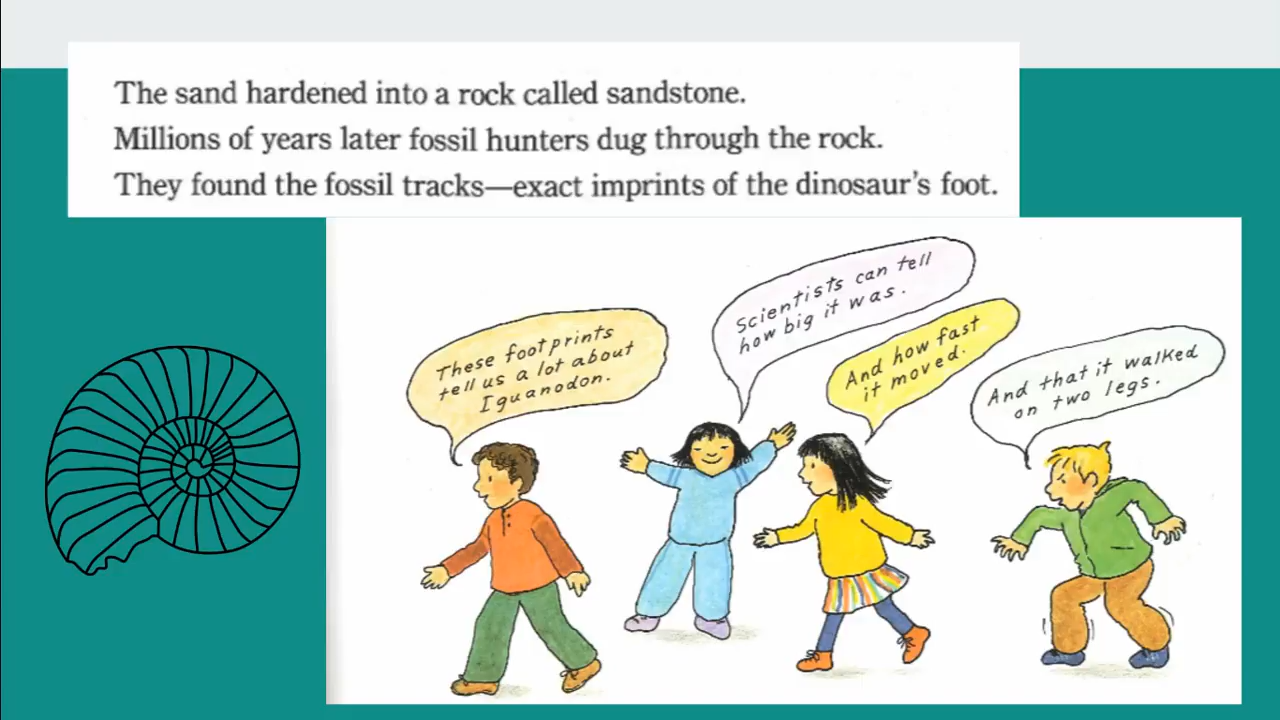 The sand hardened into a rock called sandstone.
Millions of years later fossil hunters dug through the rock.
They found the fossil tracks—exact imprints of the dinosaur's foot.
These footprints
tell us a lot about
Iguanodon.
Scientists can tell
how big it was.
And how fast
it moved.
And that it walked
on two legs.